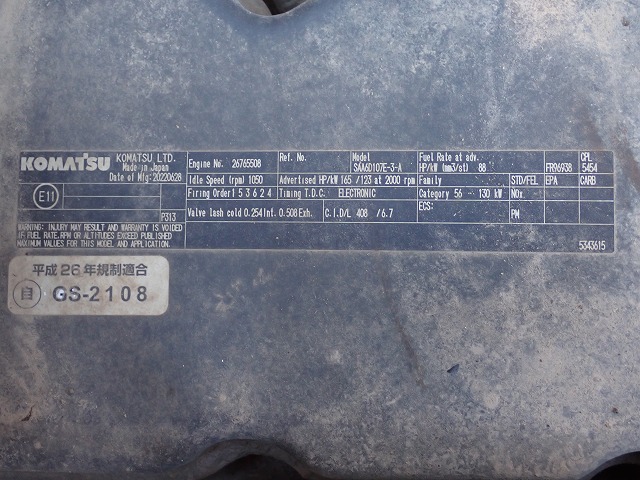 KOMATSU KOMATSU LTD.
Made in Japan
Date of Mfg:20220628
Engine No. 26765508
Ref. No.
Model
SAA6D107E-3-A
Fuel Rate at adv.
HP/kW (mm3/st) 88
FR96938
CPL
5454
Idle Speed (rpm) 1050
Advertised HP/kW 165 /123 at 2000 rpm
Family
STD/FEL
EPA
CARB
E11
Firing Order 1 5 3 6 2 4
Timing T.D.C. ELECTRONIC
Category 56 - 130 kW
NOx:
P313
Valve lash cold 0.254 Int. 0.508 Exh.
C.I.D/L 408 /6.7
ECS:
PM
WARNING: INJURY MAY RESULT AND WARRANTY IS VOIDED
IF FUEL RATE.RPM OR ALTITUDES EXCEED PUBLISHED
MAXIMUM VALUES FOR THIS MODEL AND APPLICATION.
5343615
平成26年規制適合
自 GS-2108